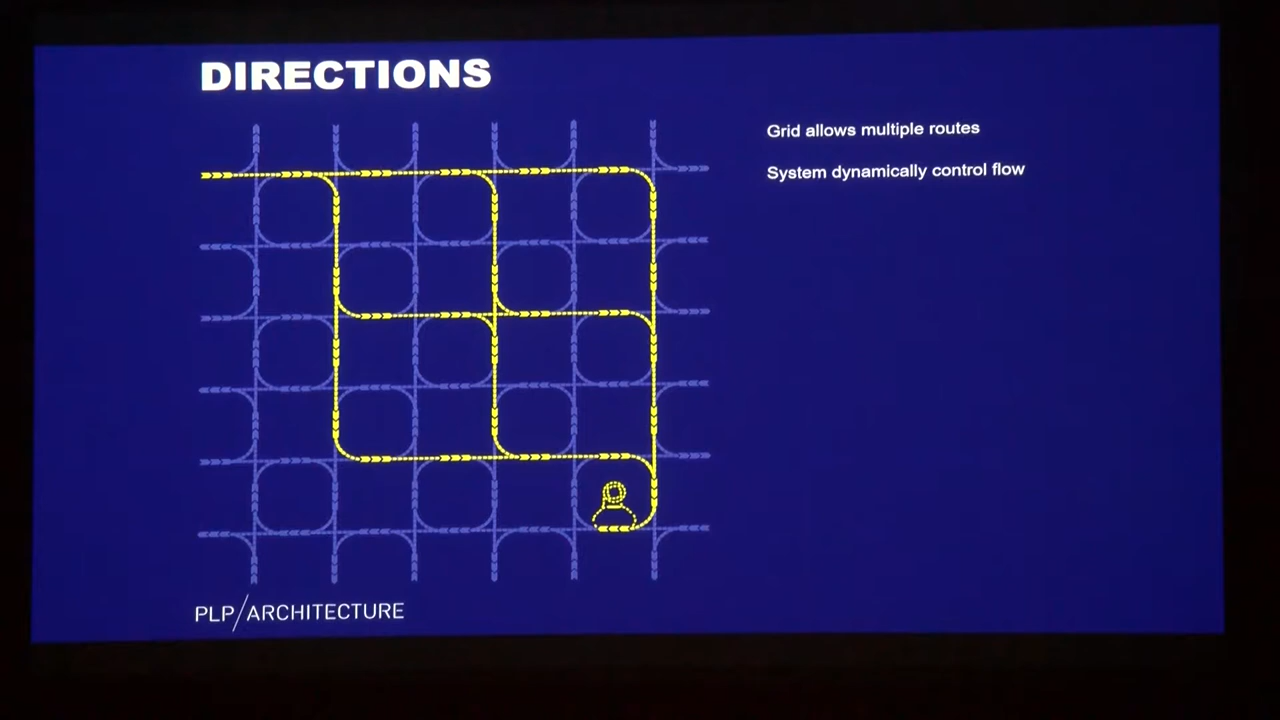 DIRECTIONS
Grid allows multiple routes
System dynamically control flow
PLP/ARCHITECTURE